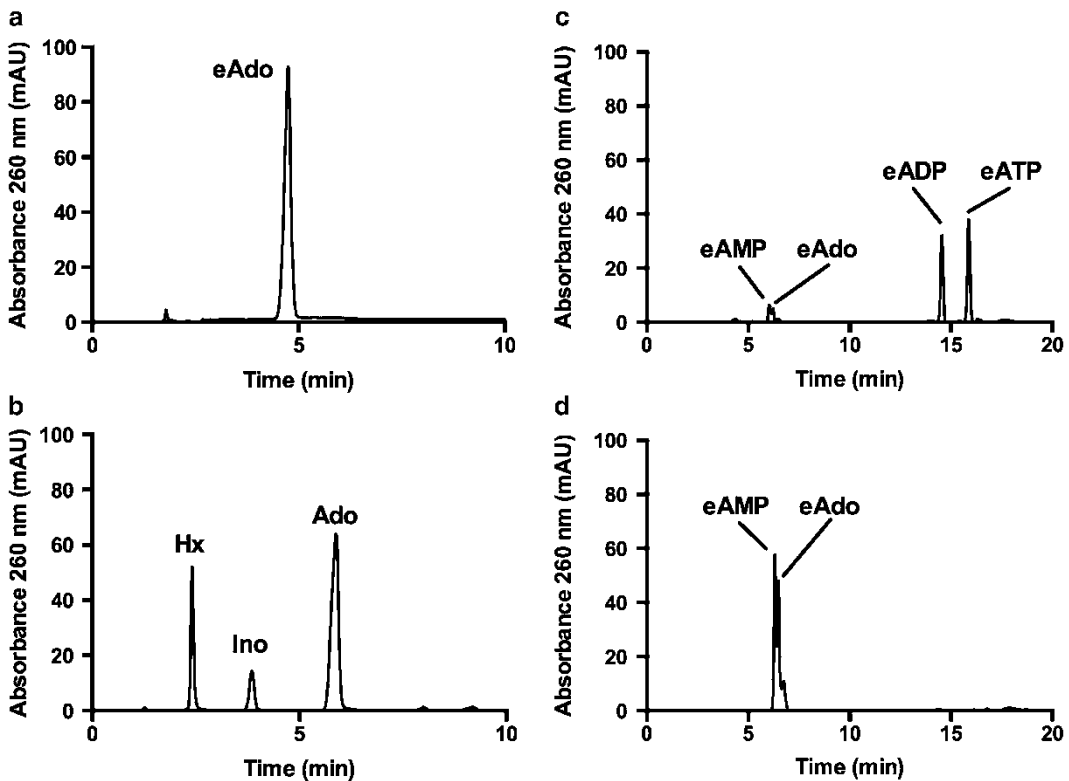 a
100
80
60
40
20
0
Absorbance 260 nm (mAU)
eAdo
0 5 10
Time (min)
b
100
80
60
40
20
0
Absorbance 260 nm (mAU)
Hx
Ino
Ado
0 5 10
Time (min)
c
100
80
60
40
20
0
Absorbance 260 nm (mAU)
eADP eATP
eAMP eAdo
0 5 10 15 20
Time (min)
d
100
80
60
40
20
0
Absorbance 260 nm (mAU)
eAMP eAdo
0 5 10 15 20
Time (min)